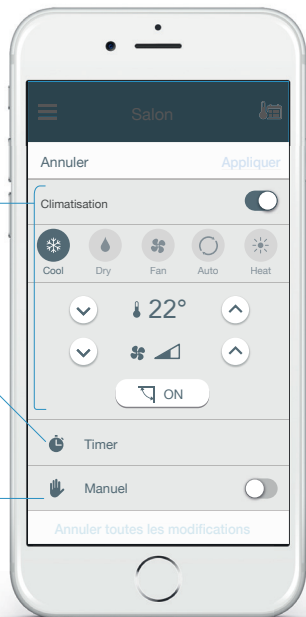 Salon
Annuler Appliquer
Climatisation
Cool Dry Fan Auto Heat
22°
ON
Timer
Manuel
Annuler toutes les modifications